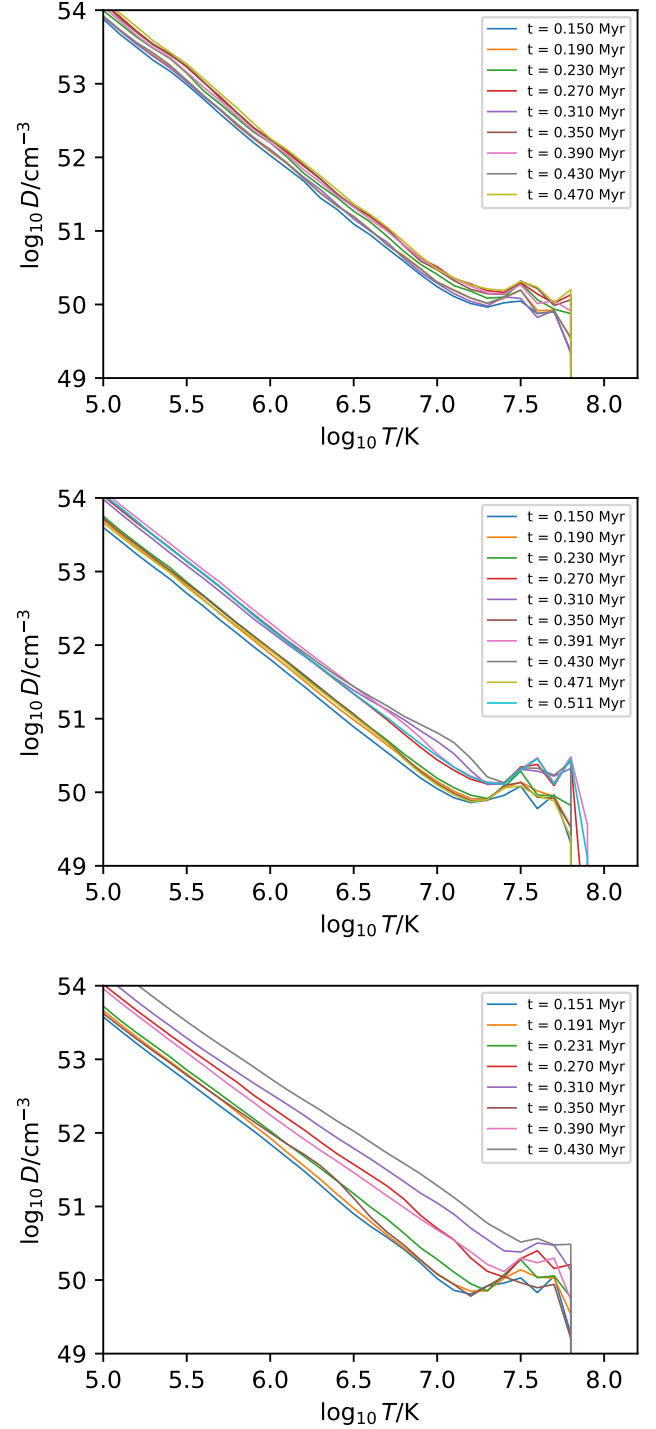 54
53
52
51
50
49
log₁₀ D/cm⁻³
t = 0.150 Myr
t = 0.190 Myr
t = 0.230 Myr
t = 0.270 Myr
t = 0.310 Myr
t = 0.350 Myr
t = 0.390 Myr
t = 0.430 Myr
t = 0.470 Myr
5.0 5.5 6.0 6.5 7.0 7.5 8.0
log₁₀ T/K
54
53
52
51
50
49
log₁₀ D/cm⁻³
t = 0.150 Myr
t = 0.190 Myr
t = 0.230 Myr
t = 0.270 Myr
t = 0.310 Myr
t = 0.350 Myr
t = 0.391 Myr
t = 0.430 Myr
t = 0.471 Myr
t = 0.511 Myr
5.0 5.5 6.0 6.5 7.0 7.5 8.0
log₁₀ T/K
54
53
52
51
50
49
log₁₀ D/cm⁻³
t = 0.151 Myr
t = 0.191 Myr
t = 0.231 Myr
t = 0.270 Myr
t = 0.310 Myr
t = 0.350 Myr
t = 0.390 Myr
t = 0.430 Myr
5.0 5.5 6.0 6.5 7.0 7.5 8.0
log₁₀ T/K